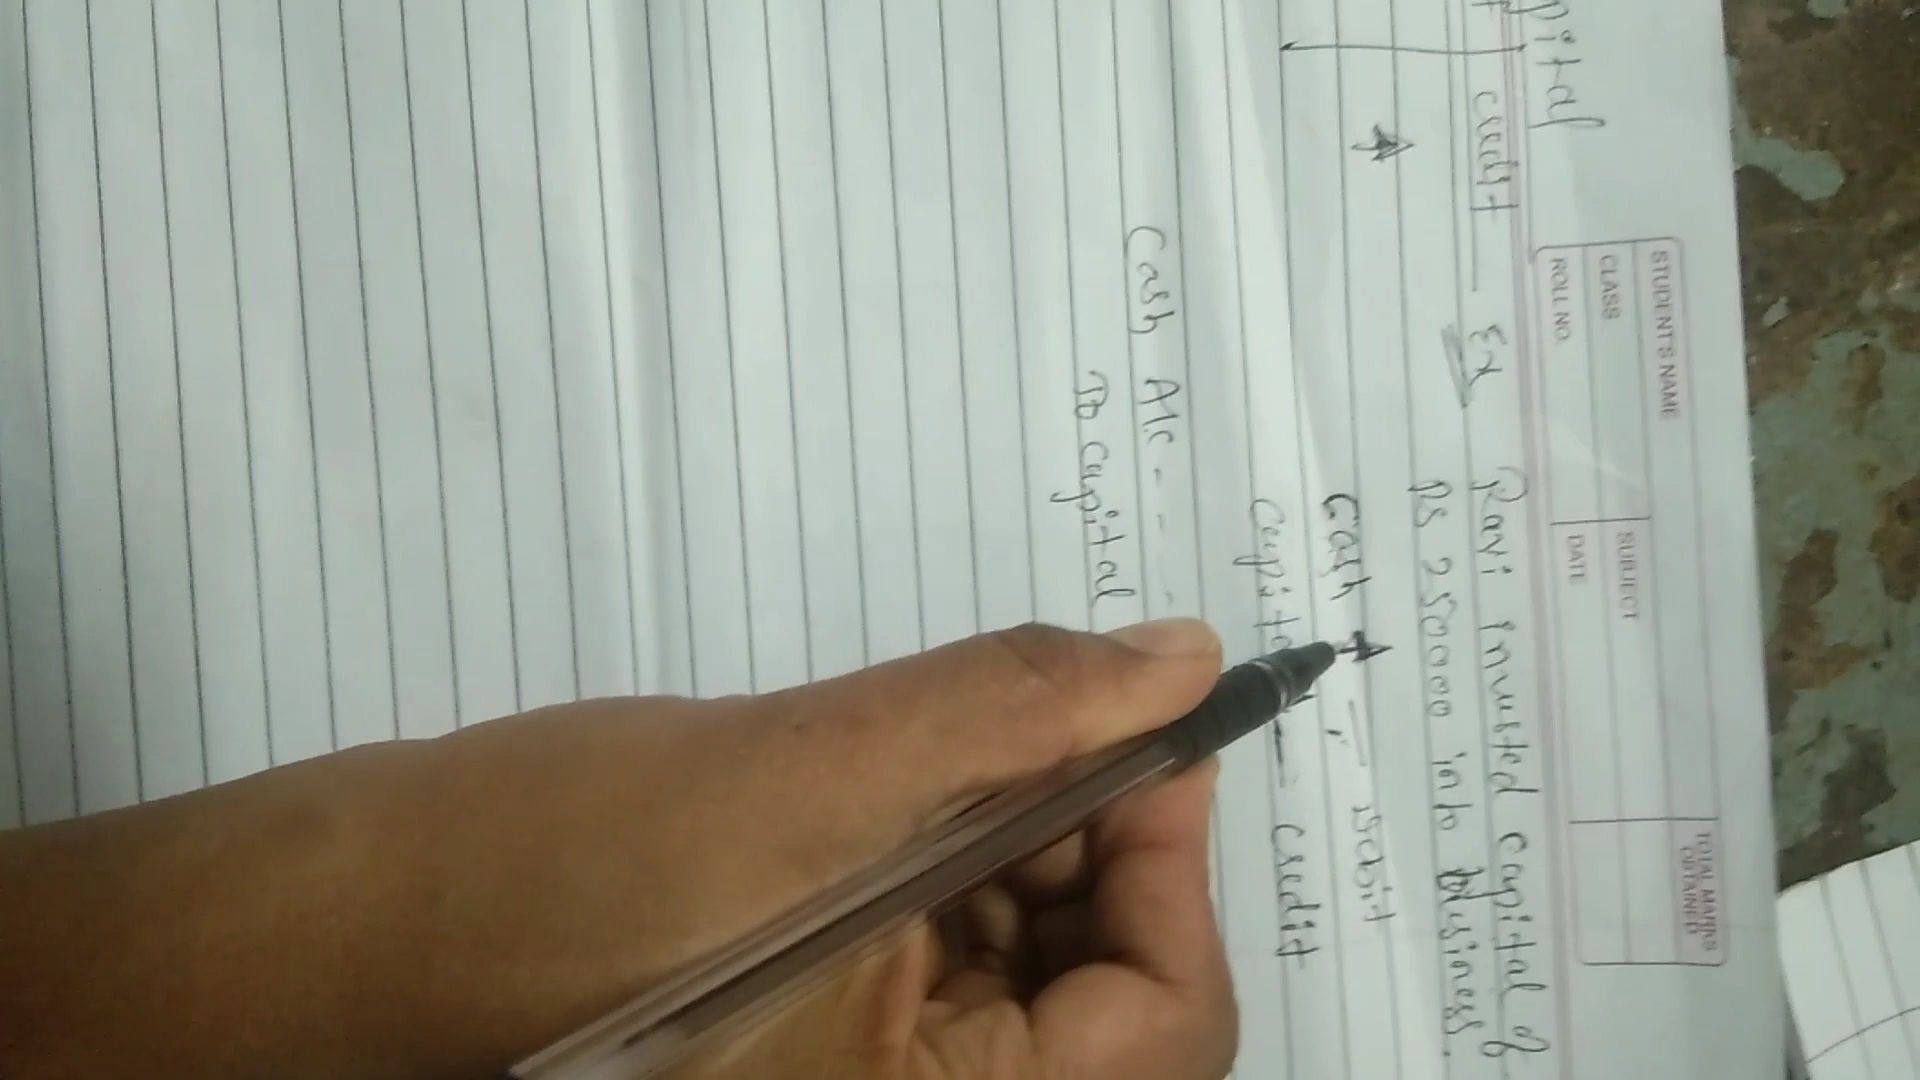 STUDENT'S NAME
SUBJECT
TOTAL MARKS OBTAINED
CLASS
ROLL NO.
DATE
pital
credit Ex Ravi invested capital of
RS 250000 into business.
Cash ↑ = debit
credit
Cash A/c - - -
To capital